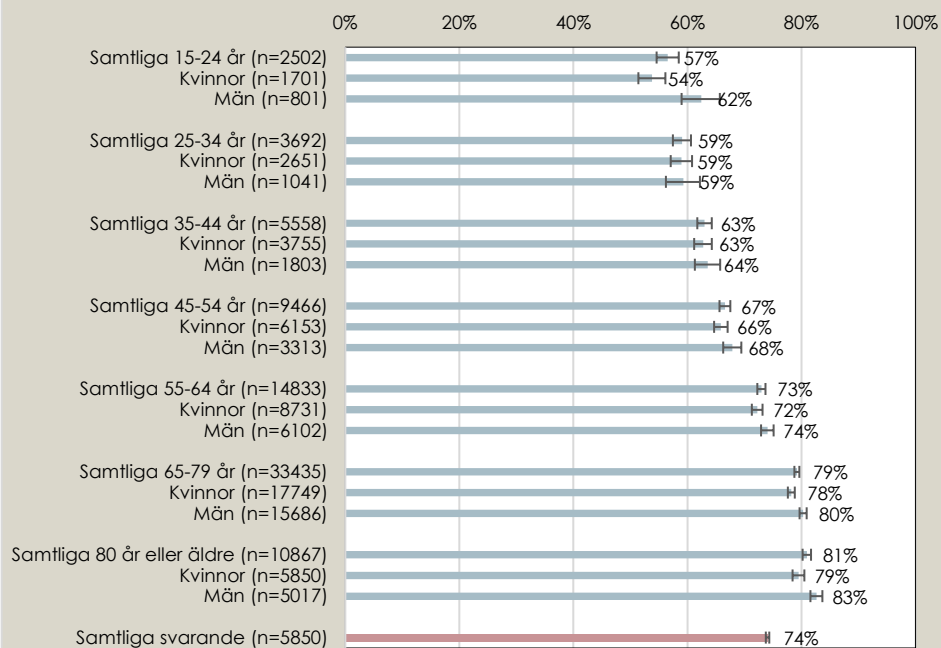 0% 20% 40% 60% 80% 100%
Samtliga 15-24 år (n=2502) 57%
Kvinnor (n=1701) 54%
Män (n=801) 62%
Samtliga 25-34 år (n=3692) 59%
Kvinnor (n=2651) 59%
Män (n=1041) 59%
Samtliga 35-44 år (n=5558) 63%
Kvinnor (n=3755) 63%
Män (n=1803) 64%
Samtliga 45-54 år (n=9466) 67%
Kvinnor (n=6153) 66%
Män (n=3313) 68%
Samtliga 55-64 år (n=14833) 73%
Kvinnor (n=8731) 72%
Män (n=6102) 74%
Samtliga 65-79 år (n=33435) 79%
Kvinnor (n=17749) 78%
Män (n=15686) 80%
Samtliga 80 år eller äldre (n=10867) 81%
Kvinnor (n=5850) 79%
Män (n=5017) 83%
Samtliga svarande (n=5850) 74%